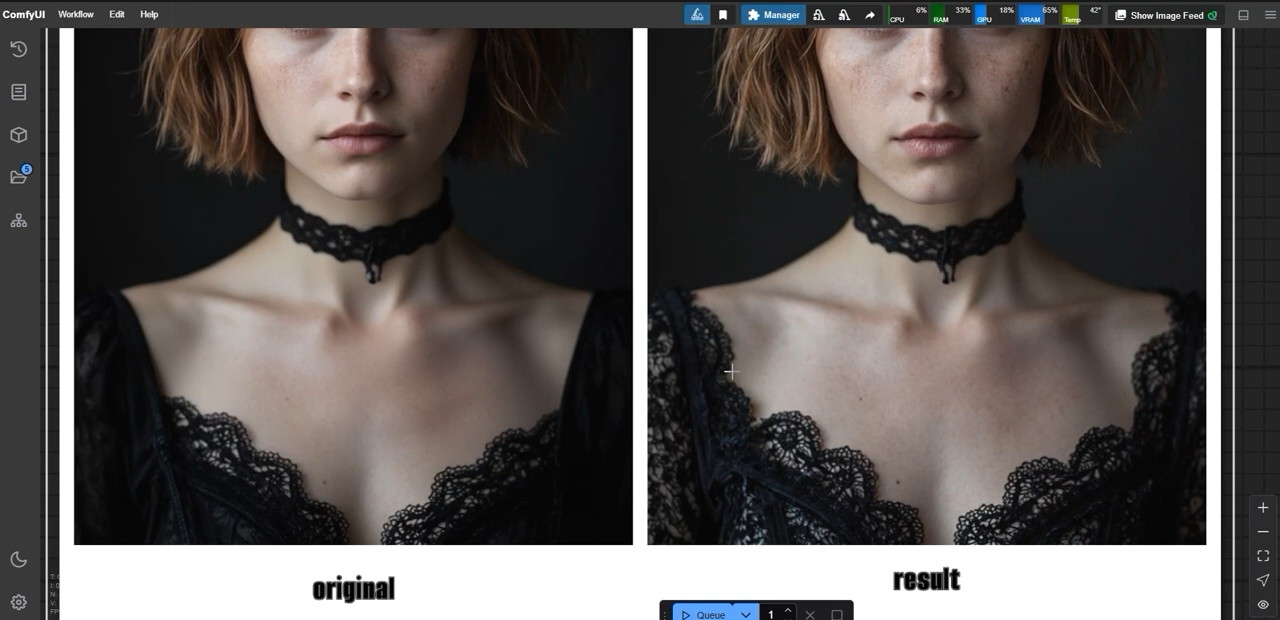 ComfyUI Workflow Edit Help Manager CPU 6% RAM 33% GPU 18% VRAM 65% Temp 42° Show Image Feed
5
original
result
Queue 1